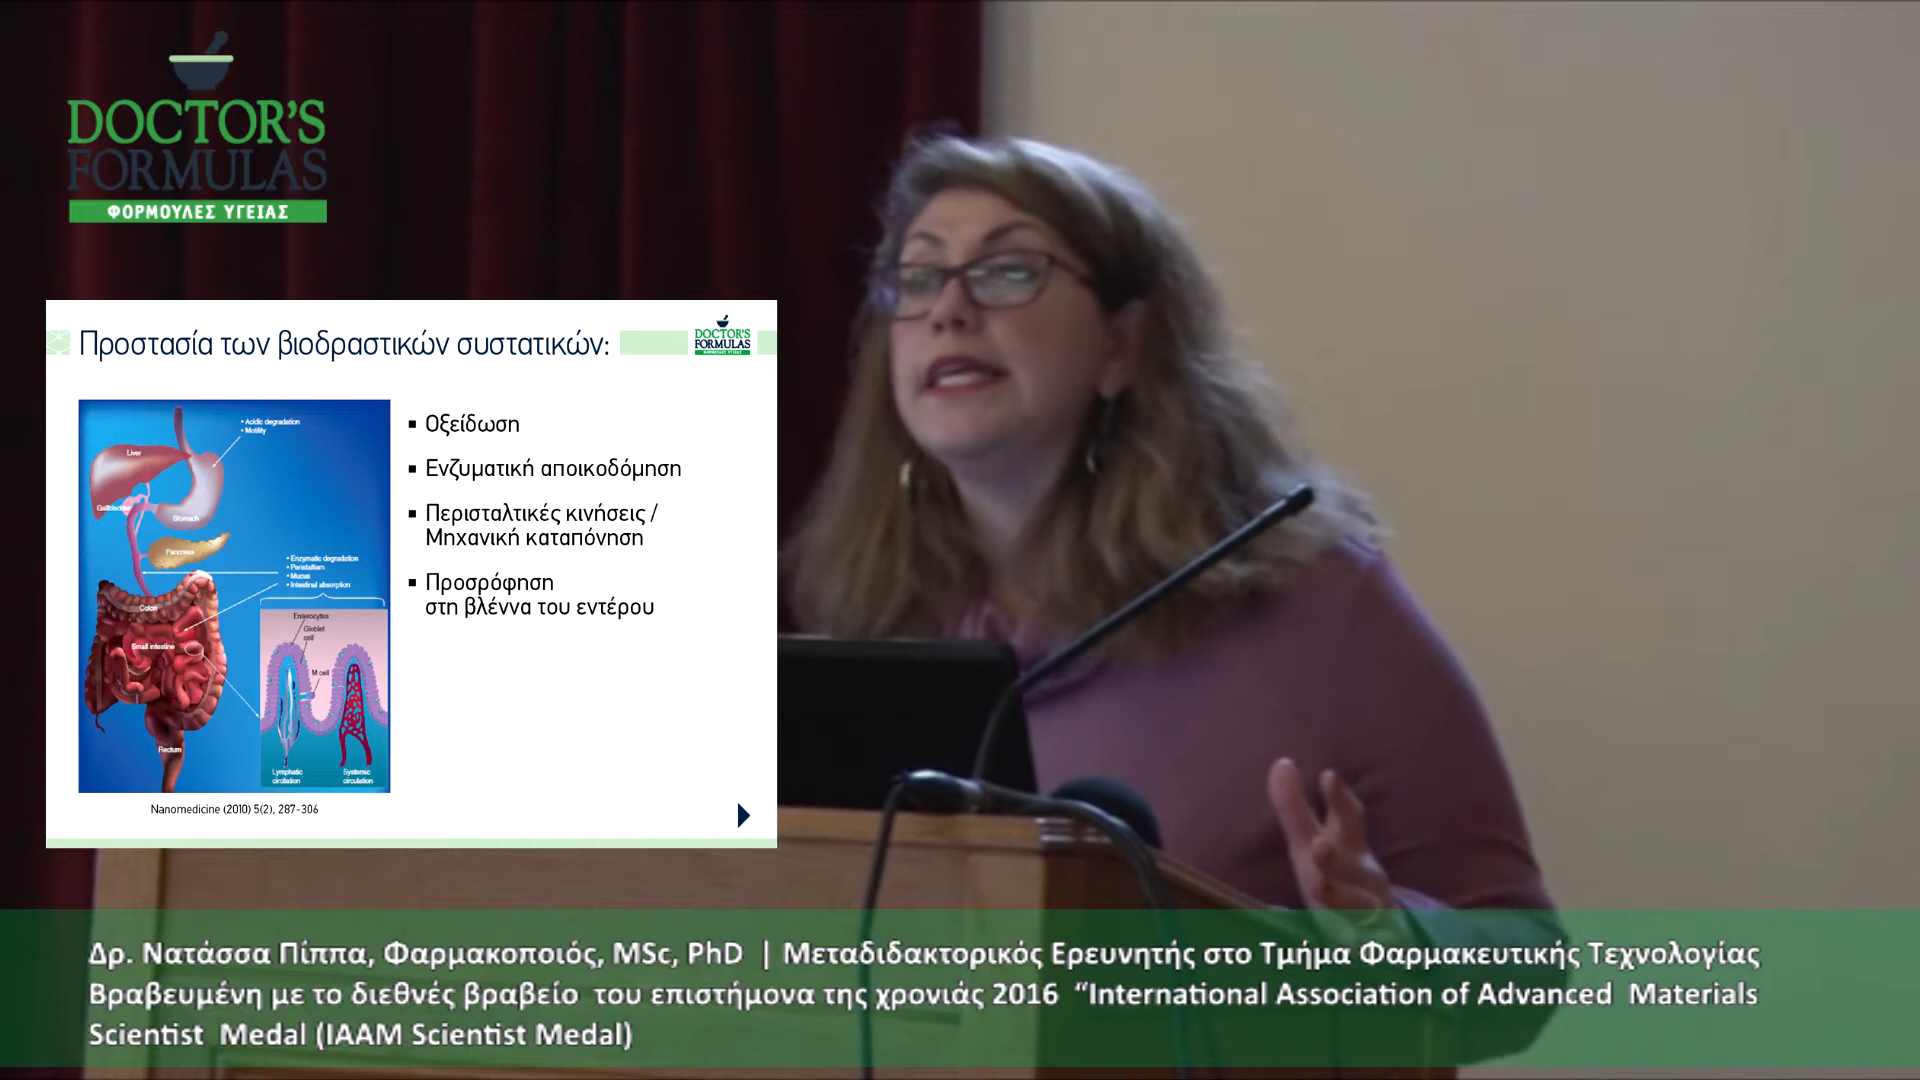 DOCTOR'S
FORMULAS
ΦΟΡΜΟΥΛΕΣ ΥΓΕΙΑΣ
Προστασία των βιοδραστικών συστατικών:
DOCTOR'S
FORMULAS
ΦΟΡΜΟΥΛΕΣ ΥΓΕΙΑΣ
• Acidic degradation
• Motility
Liver
Gallbladder
Stomach
Pancreas
• Enzymatic degradation
• Peristaltism
• Mucus
• Intestinal absorption
Colon
Enterocytes
Globlet
cell
Small intestine
M cell
Rectum
Lymphatic
circilation
Systemic
circulation
Nanomedicine (2010) 5(2), 287-306
▪ Οξείδωση
▪ Ενζυματική αποικοδόμηση
▪ Περισταλτικές κινήσεις /
Μηχανική καταπόνηση
▪ Προσρόφηση
στη βλέννα του εντέρου
Δρ. Νατάσσα Πίππα, Φαρμακοποιός, MSc, PhD | Μεταδιδακτορικός Ερευνητής στο Τμήμα Φαρμακευτικής Τεχνολογίας
Βραβευμένη με το διεθνές βραβείο του επιστήμονα της χρονιάς 2016 “International Association of Advanced Materials
Scientist Medal (IAAM Scientist Medal)